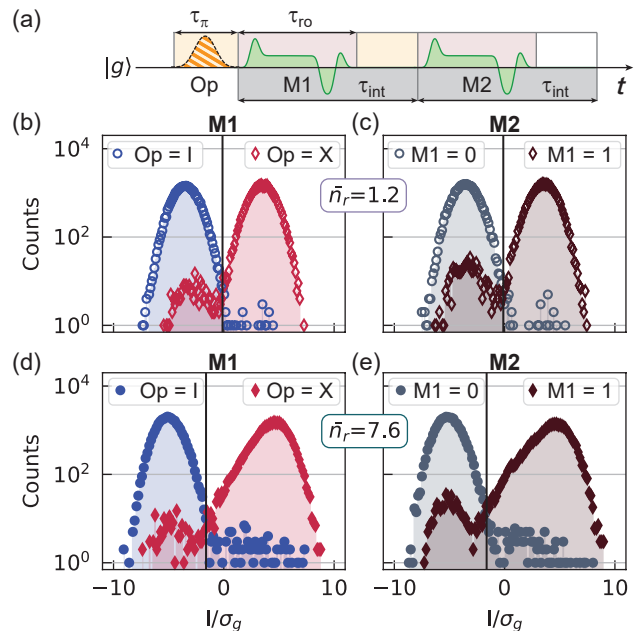 (a)
τπ
τro
|g⟩
Op
M1
τint
M2
τint
t
(b)
M1
(c)
M2
10⁴
10²
10⁰
Counts
Op = I
Op = X
M1 = 0
M1 = 1
n̄r=1.2
(d)
M1
(e)
M2
10⁴
10²
10⁰
Counts
Op = I
Op = X
M1 = 0
M1 = 1
n̄r=7.6
−10
0
10
−10
0
10
I/σg
I/σg